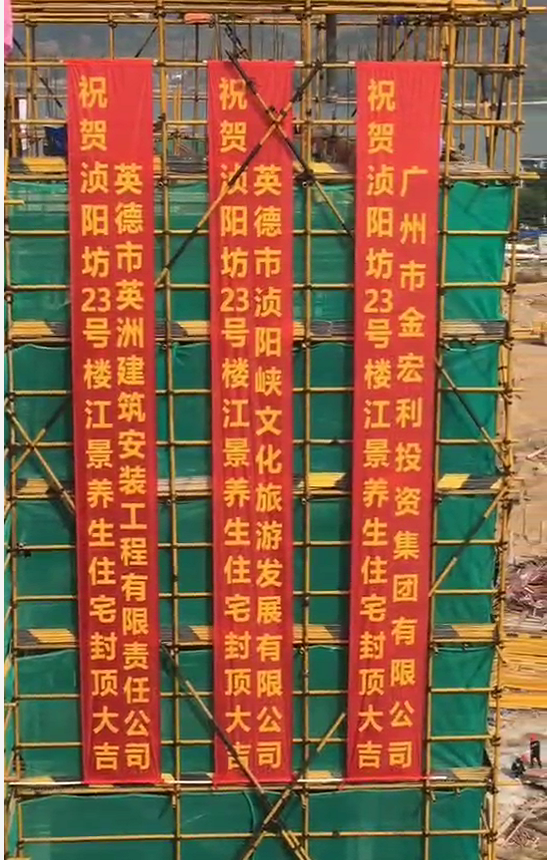 祝贺浈阳坊23号楼江景养生住宅封顶大吉
英德市英洲建筑安装工程有限责任公司
祝贺浈阳坊23号楼江景养生住宅封顶大吉
英德市浈阳峡文化旅游发展有限公司
祝贺浈阳坊23号楼江景养生住宅封顶大吉
广州市金宏利投资集团有限公司